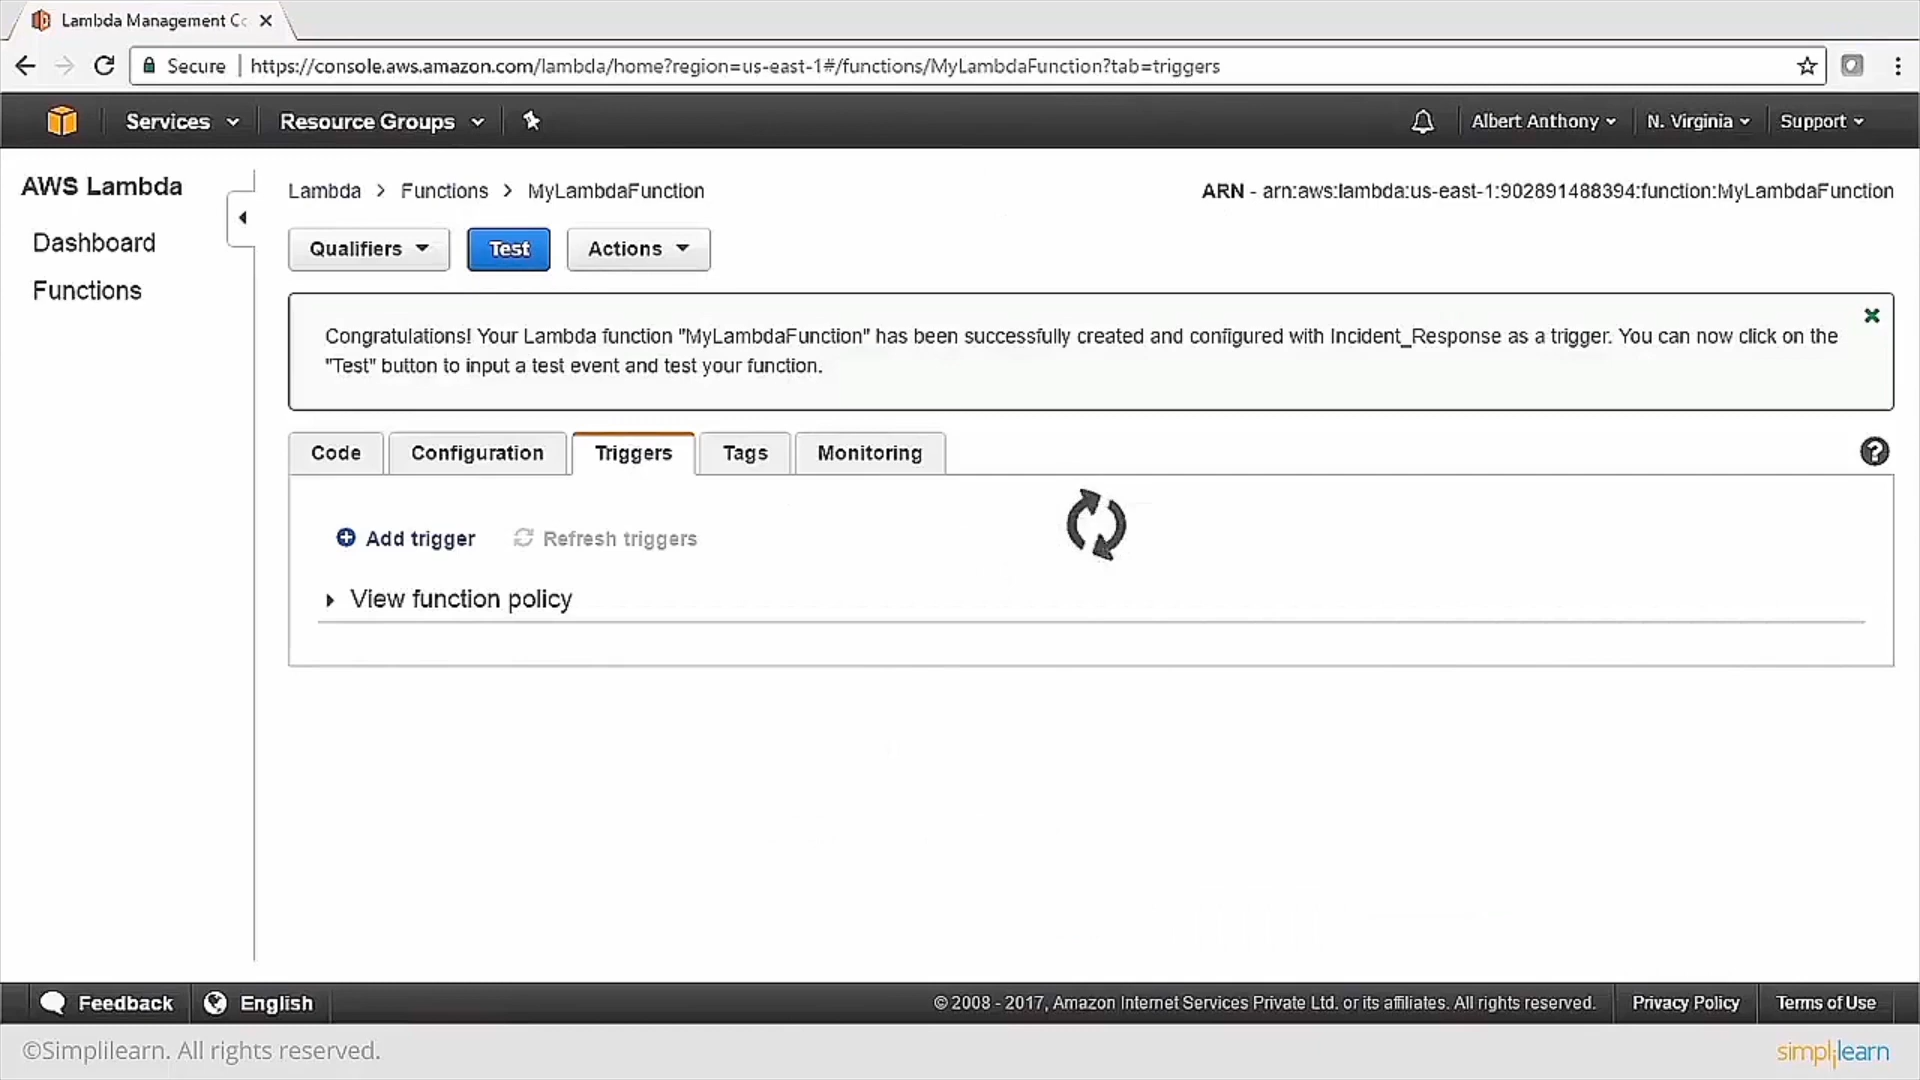 Lambda Management Co
Secure
https://console.aws.amazon.com/lambda/home?region=us-east-1#/functions/MyLambdaFunction?tab=triggers
Services
Resource Groups
Albert Anthony
N. Virginia
Support
AWS Lambda
Dashboard
Functions
Lambda > Functions > MyLambdaFunction
ARN - arn:aws:lambda:us-east-1:902891488394:function:MyLambdaFunction
Qualifiers
Test
Actions
Congratulations! Your Lambda function "MyLambdaFunction" has been successfully created and configured with Incident_Response as a trigger. You can now click on the
"Test" button to input a test event and test your function.
Code
Configuration
Triggers
Tags
Monitoring
Add trigger
Refresh triggers
View function policy
Feedback
English
© 2008 - 2017, Amazon Internet Services Private Ltd. or its affiliates. All rights reserved.
Privacy Policy
Terms of Use
©Simplilearn. All rights reserved.
simplilearn